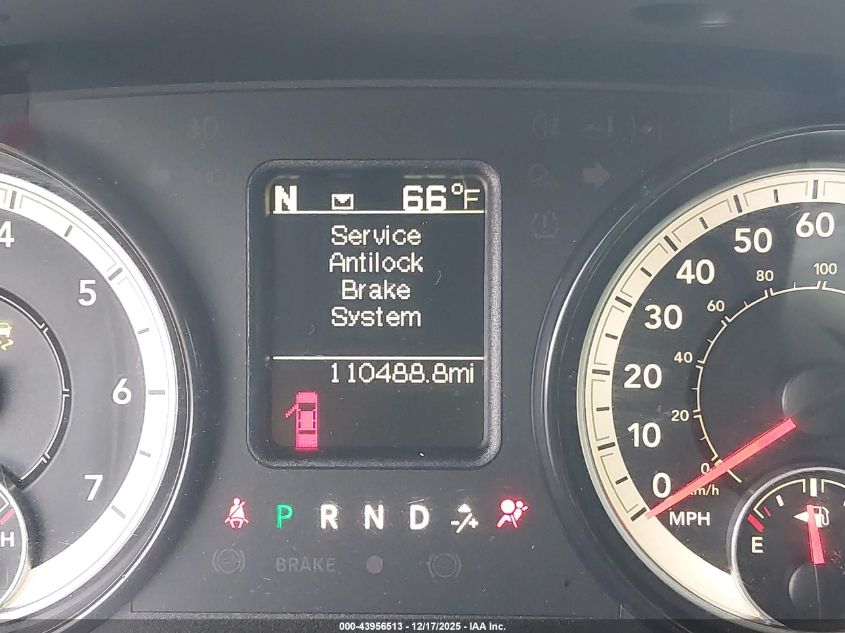 N 66°F
Service
Antilock
Brake
System
110488.8mi
4
5
6
7
H
P R N D
BRAKE
0 10 20 30 40 50 60
0 20 40 60 80 100
km/h
MPH
E
000-43956513 - 12/17/2025 - IAA Inc.